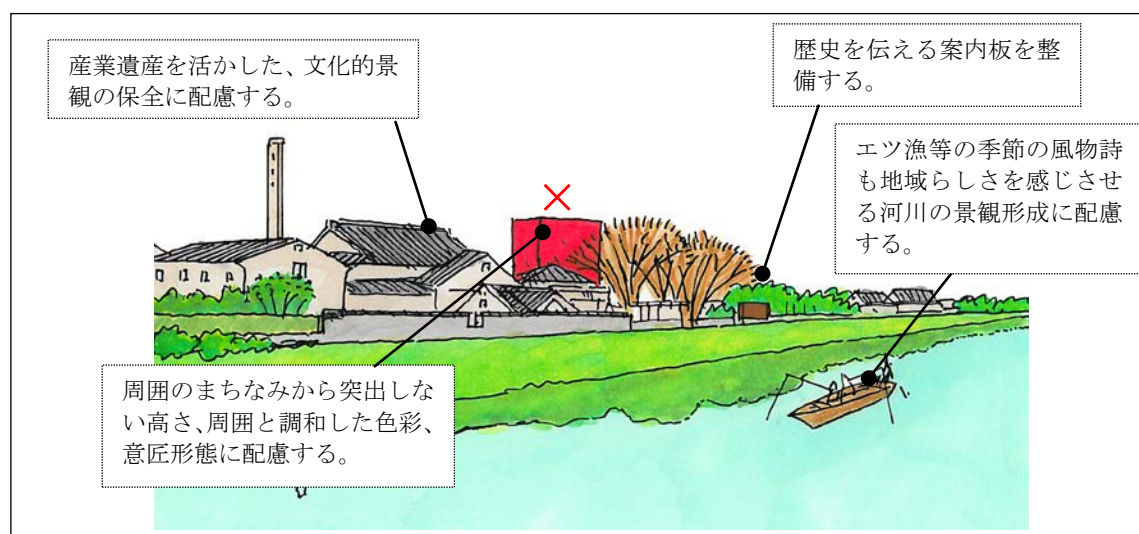 産業遺産を活かした、文化的景
観の保全に配慮する。
歴史を伝える案内板を整
備する。
エツ漁等の季節の風物詩
も地域らしさを感じさせ
る河川の景観形成に配慮
する。
周囲のまちなみから突出しな
い高さ、周囲と調和した色彩、
意匠形態に配慮する。